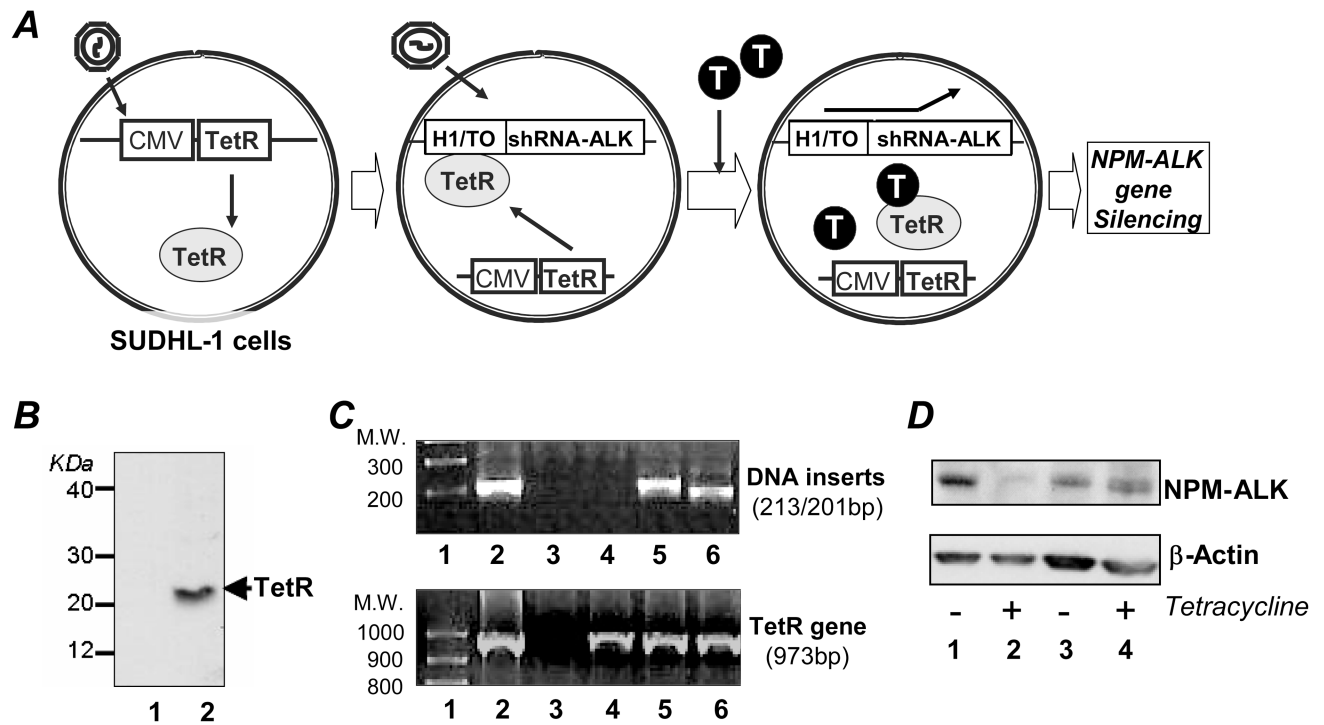 A
CMV TetR
TetR
SUDHL-1 cells
H1/TO shRNA-ALK
TetR
CMV TetR
T T
H1/TO shRNA-ALK
T
T
TetR
CMV TetR
NPM-ALK
gene
Silencing
B
KDa
40
30
20
12
TetR
1 2
C
M.W.
300
200
DNA inserts
(213/201bp)
1 2 3 4 5 6
M.W.
1000
900
800
TetR gene
(973bp)
1 2 3 4 5 6
D
NPM-ALK
β-Actin
- + - + Tetracycline
1 2 3 4